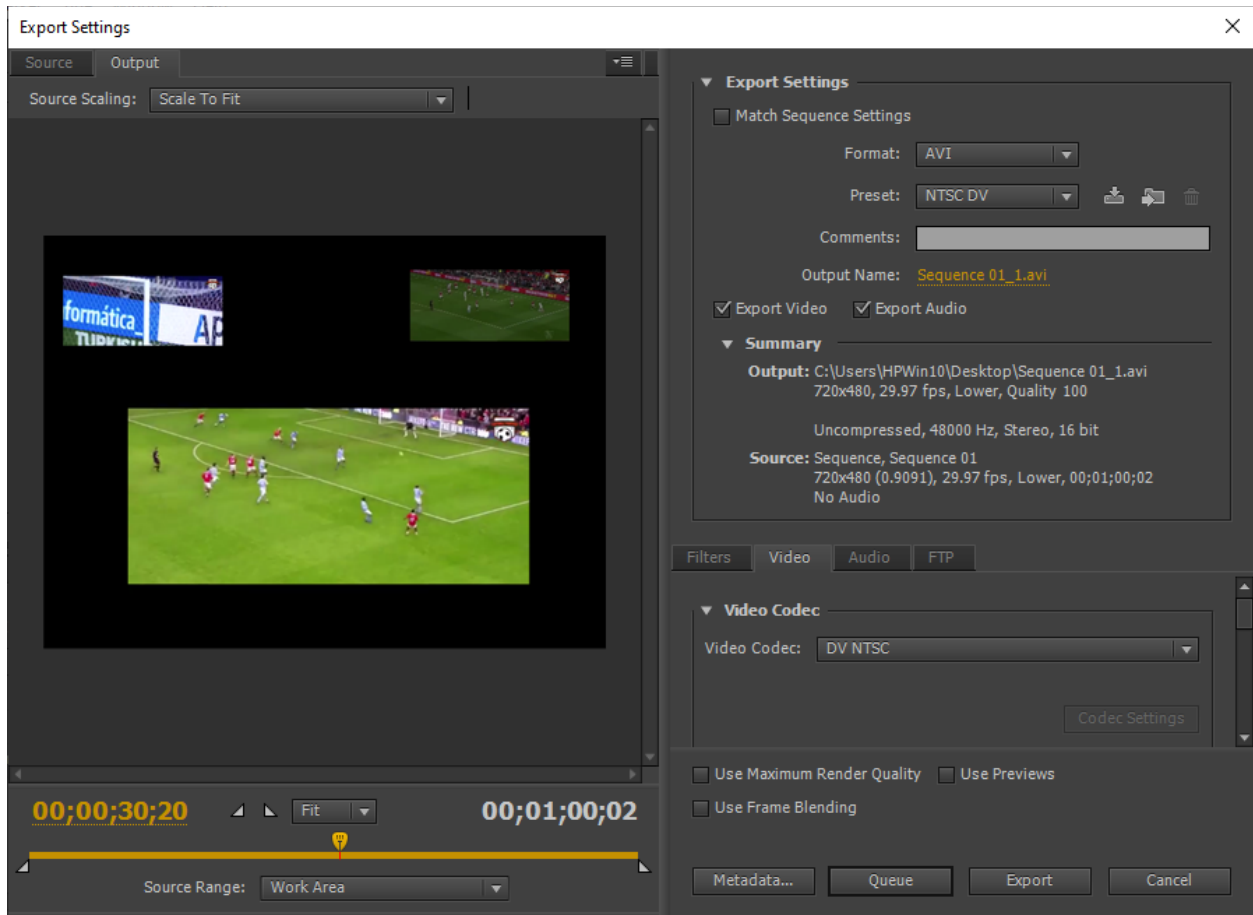 Export Settings
Source
Output
Source Scaling: Scale To Fit
Export Settings
Match Sequence Settings
Format: AVI
Preset: NTSC DV
Comments:
Output Name: Sequence 01_1.avi
Export Video
Export Audio
Summary
Output: C:\Users\HPWin10\Desktop\Sequence 01_1.avi
720x480, 29.97 fps, Lower, Quality 100
Uncompressed, 48000 Hz, Stereo, 16 bit
Source: Sequence, Sequence 01
720x480 (0.9091), 29.97 fps, Lower, 00;01;00;02
No Audio
Filters
Video
Audio
FTP
Video Codec
Video Codec: DV NTSC
Codec Settings
Use Maximum Render Quality
Use Previews
Use Frame Blending
Metadata...
Queue
Export
Cancel
formática_
AP
TURKISH
00;00;30;20
Fit
00;01;00;02
Source Range: Work Area